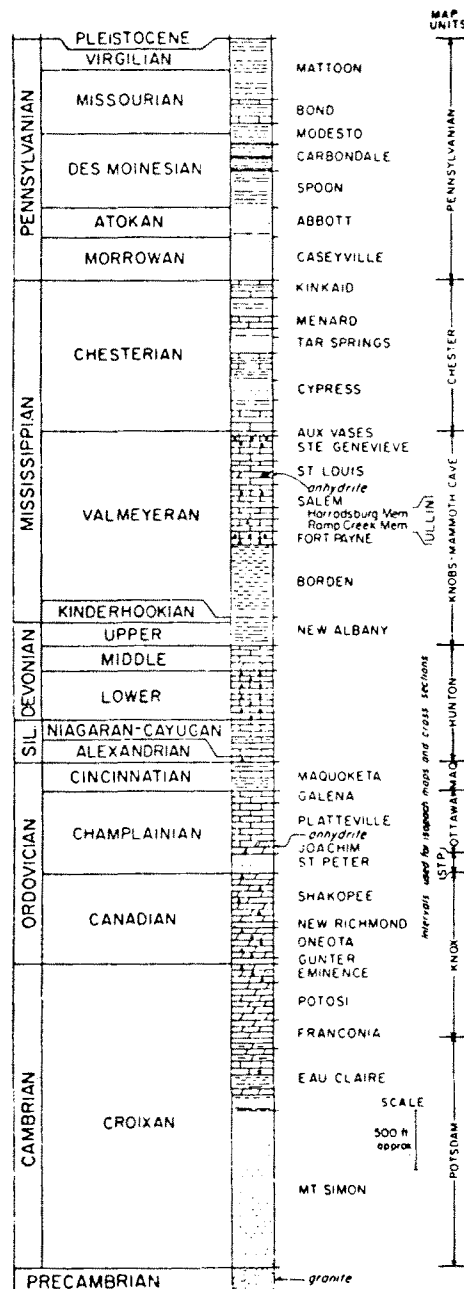 MAP
UNITS
PLEISTOCENE
VIRGILIAN
MISSOURIAN
DES MOINESIAN
ATOKAN
MORROWAN
PENNSYLVANIAN
MATTOON
BOND
MODESTO
CARBONDALE
SPOON
ABBOTT
CASEYVILLE
PENNSYLVANIAN
CHESTERIAN
VALMEYERAN
KINDERHOOKIAN
MISSISSIPPIAN
KINKAID
MENARD
TAR SPRINGS
CYPRESS
CHESTER
AUX VASES
STE GENEVIEVE
ST LOUIS
anhydrite
SALEM
Harrodsburg Mem
Ramp Creek Mem
ULLIN
FORT PAYNE
BORDEN
KNOBS-MAMMOTH CAVE
UPPER
MIDDLE
LOWER
DEVONIAN
NEW ALBANY
NIAGARAN-CAYUGAN
ALEXANDRIAN
SIL.
HUNTON
CINCINNATIAN
CHAMPLAINIAN
CANADIAN
ORDOVICIAN
MAQUOKETA
GALENA
PLATTEVILLE
anhydrite
JOACHIM
ST PETER
MAQ
OTTAWA
STP
Intervals used for isopach maps and cross sections
SHAKOPEE
NEW RICHMOND
ONEOTA
GUNTER
EMINENCE
POTOSI
FRANCONIA
KNOX
CROIXAN
CAMBRIAN
EAU CLAIRE
SCALE
500 ft
approx
MT SIMON
POTSDAM
PRECAMBRIAN
granite